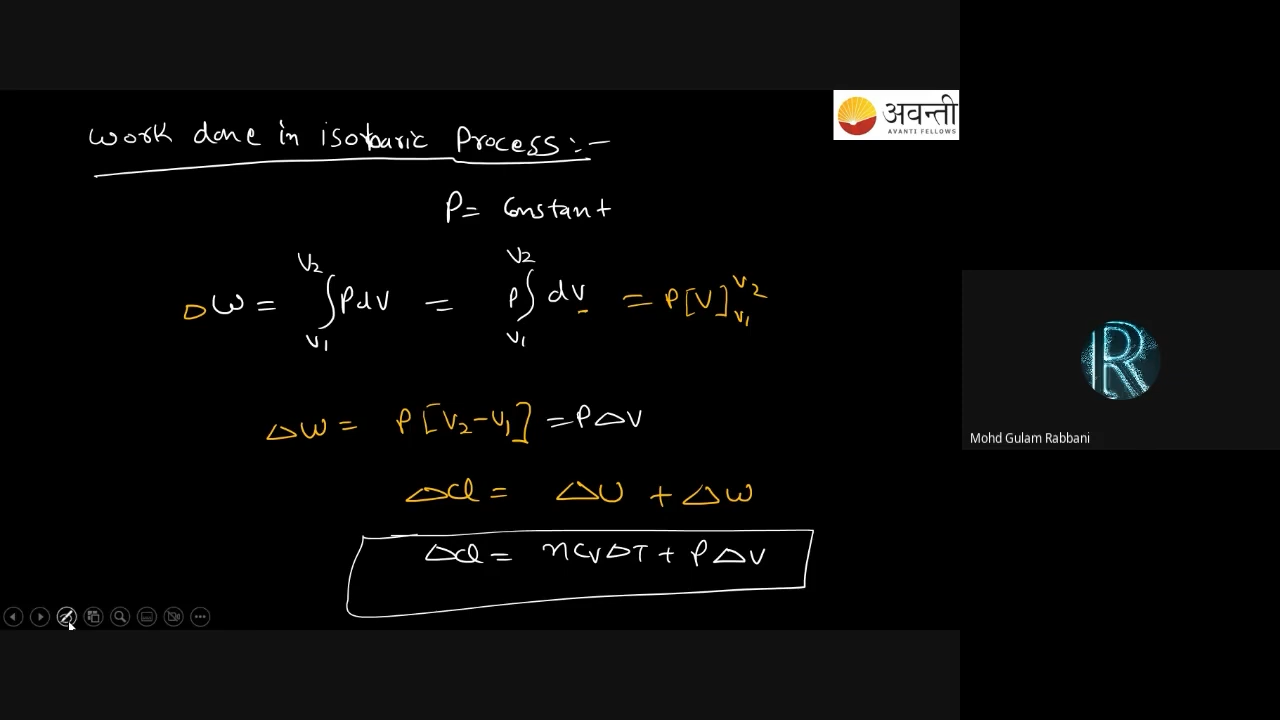 Work done in isobaric Process:-
अवन्ती
AVANTI FELLOWS
P = Constant
ΔW = ∫_{V1}^{V2} PdV = P∫_{V1}^{V2} dV = P[V]_{V1}^{V2}
ΔW = P[V2-V1] = PΔV
ΔQ = ΔU + ΔW
ΔQ = nCvΔT + PΔV
R
Mohd Gulam Rabbani